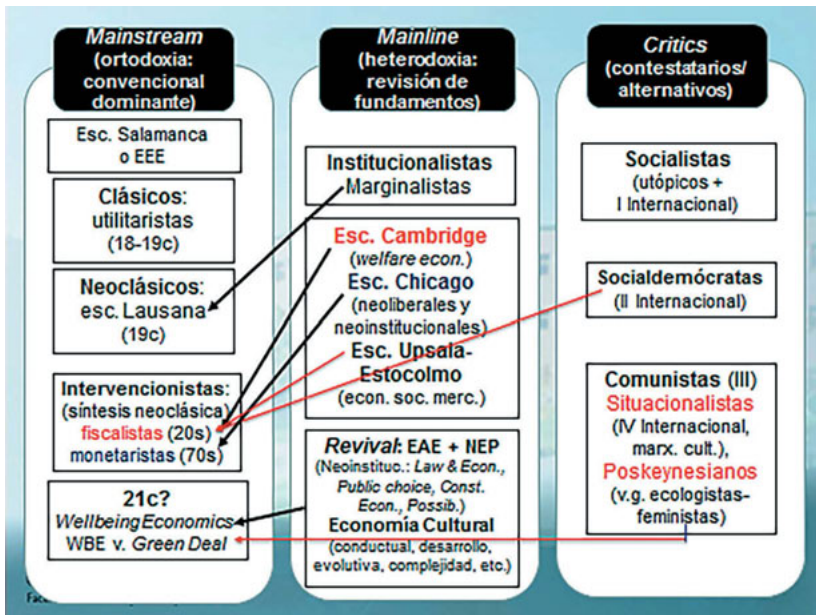 Mainstream
(ortodoxia:
convencional
dominante)
Esc. Salamanca
o EEE
Clásicos:
utilitaristas
(18-19c)
Neoclásicos:
esc. Lausana
(19c)
Intervencionistas:
(síntesis neoclásica)
fiscalistas (20s)
monetaristas (70s)
21c?
Wellbeing Economics
WBE v. Green Deal
Mainline
(heterodoxia:
revisión de
fundamentos)
Institucionalistas
Marginalistas
Esc. Cambridge
(welfare econ.)
Esc. Chicago
(neoliberales y
neoinstitucionales)
Esc. Upsala-
Estocolmo
(econ. soc. merc.)
Revival: EAE + NEP
(Neoinstituc.: Law & Econ.,
Public choice, Const.
Econ., Possib.)
Economía Cultural
(conductual, desarrollo,
evolutiva, complejidad, etc.)
Critics
(contestatarios/
alternativos)
Socialistas
(utópicos +
I Internacional)
Socialdemócratas
(II Internacional)
Comunistas (III)
Situacionalistas
(IV Internacional,
marx. cult.),
Poskeynesianos
(v.g. ecologistas-
feministas)